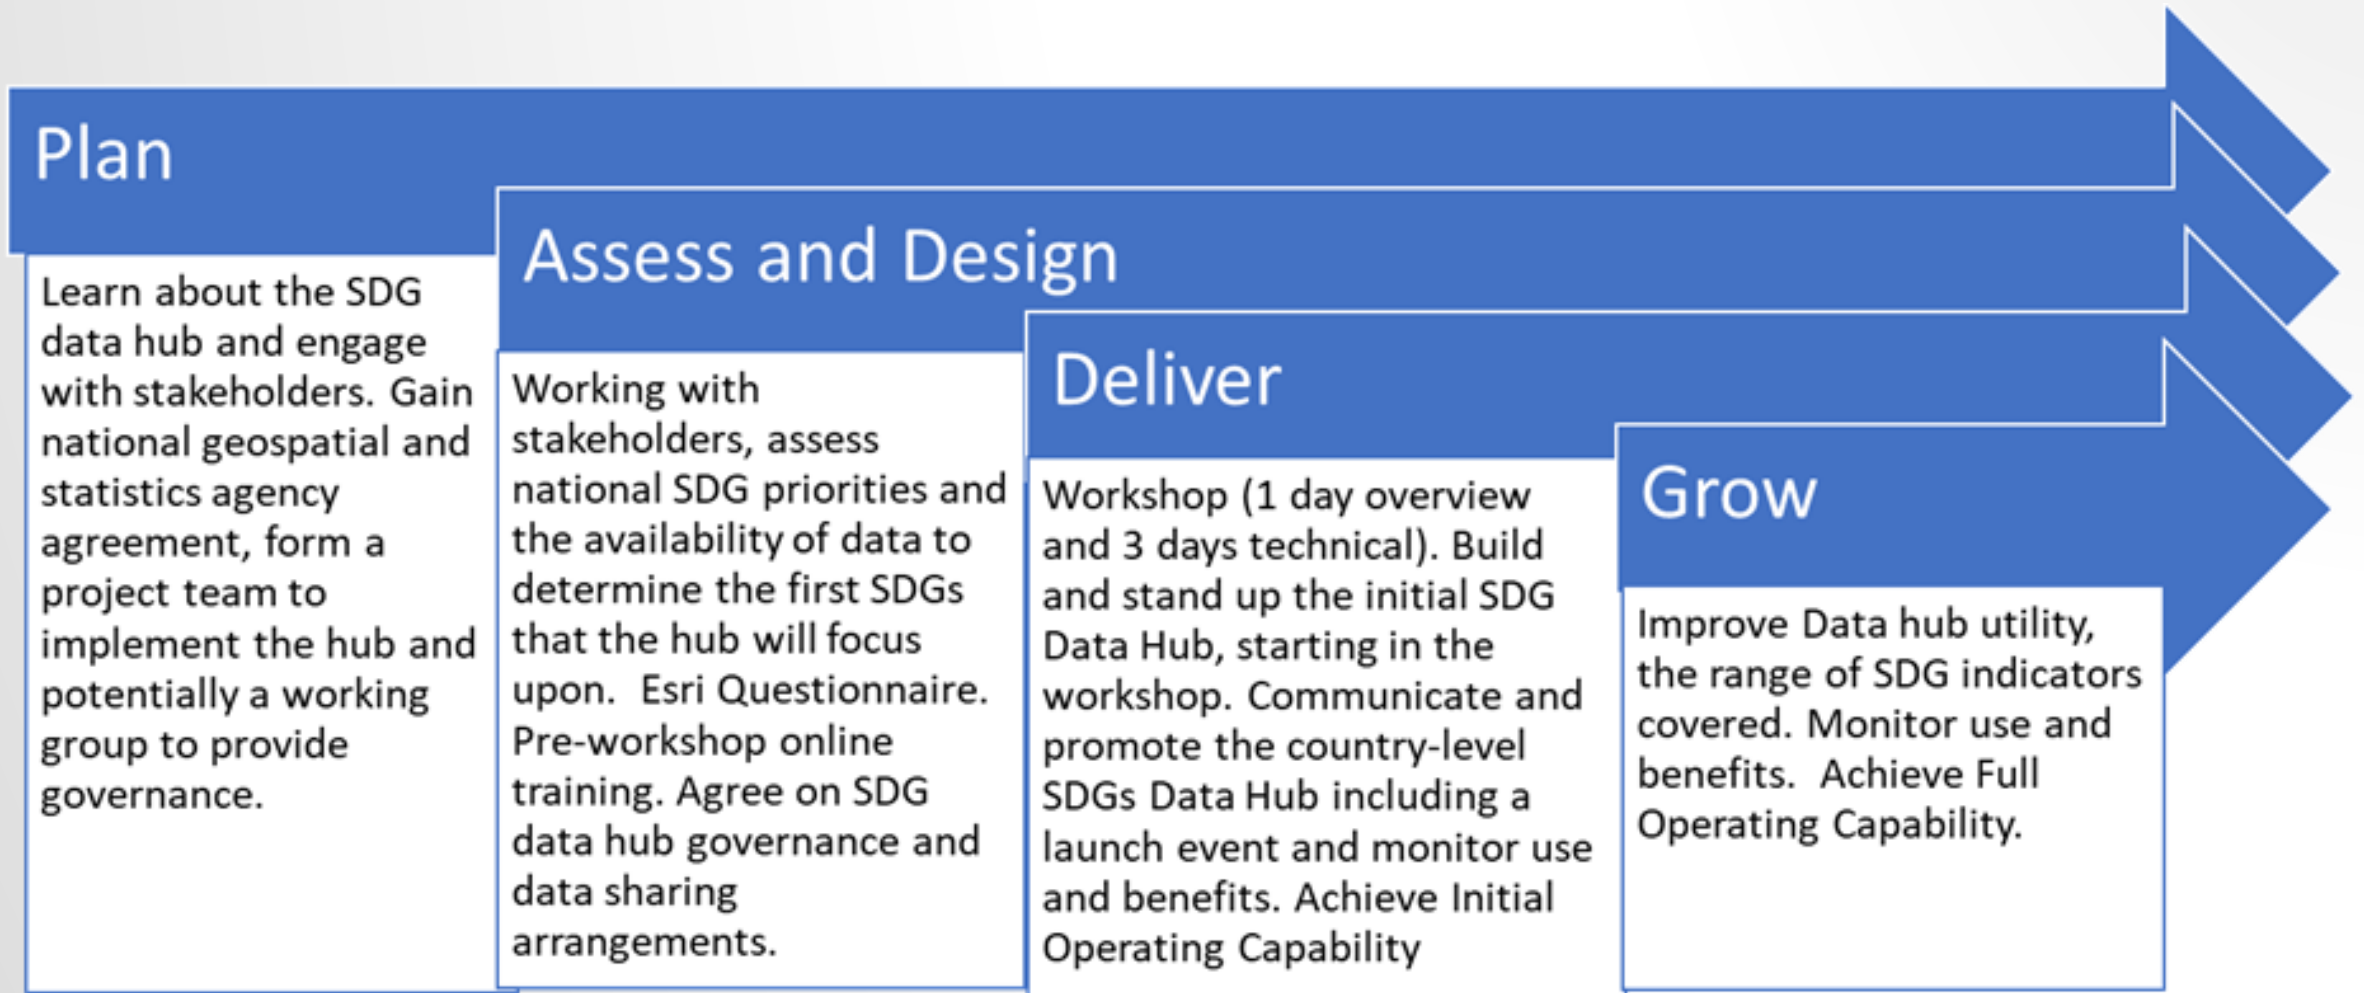 Plan
Learn about the SDG
data hub and engage
with stakeholders. Gain
national geospatial and
statistics agency
agreement, form a
project team to
implement the hub and
potentially a working
group to provide
governance.
Assess and Design
Working with
stakeholders, assess
national SDG priorities and
the availability of data to
determine the first SDGs
that the hub will focus
upon.  Esri Questionnaire.
Pre-workshop online
training. Agree on SDG
data hub governance and
data sharing
arrangements.
Deliver
Workshop (1 day overview
and 3 days technical). Build
and stand up the initial SDG
Data Hub, starting in the
workshop. Communicate and
promote the country-level
SDGs Data Hub including a
launch event and monitor use
and benefits. Achieve Initial
Operating Capability
Grow
Improve Data hub utility,
the range of SDG indicators
covered. Monitor use and
benefits.  Achieve Full
Operating Capability.